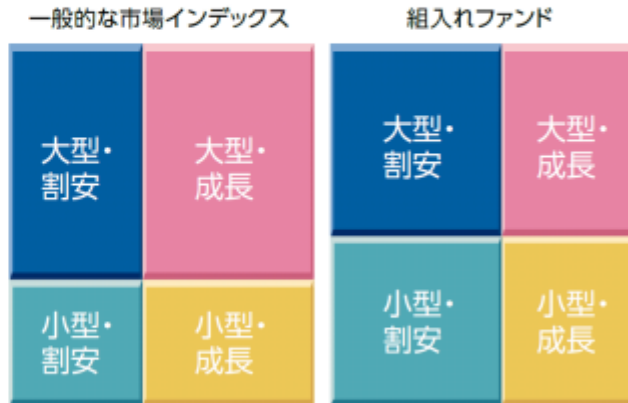 一般的な市場インデックス
組入れファンド
大型・
割安
大型・
成長
小型・
割安
小型・
成長
大型・
割安
大型・
成長
小型・
割安
小型・
成長